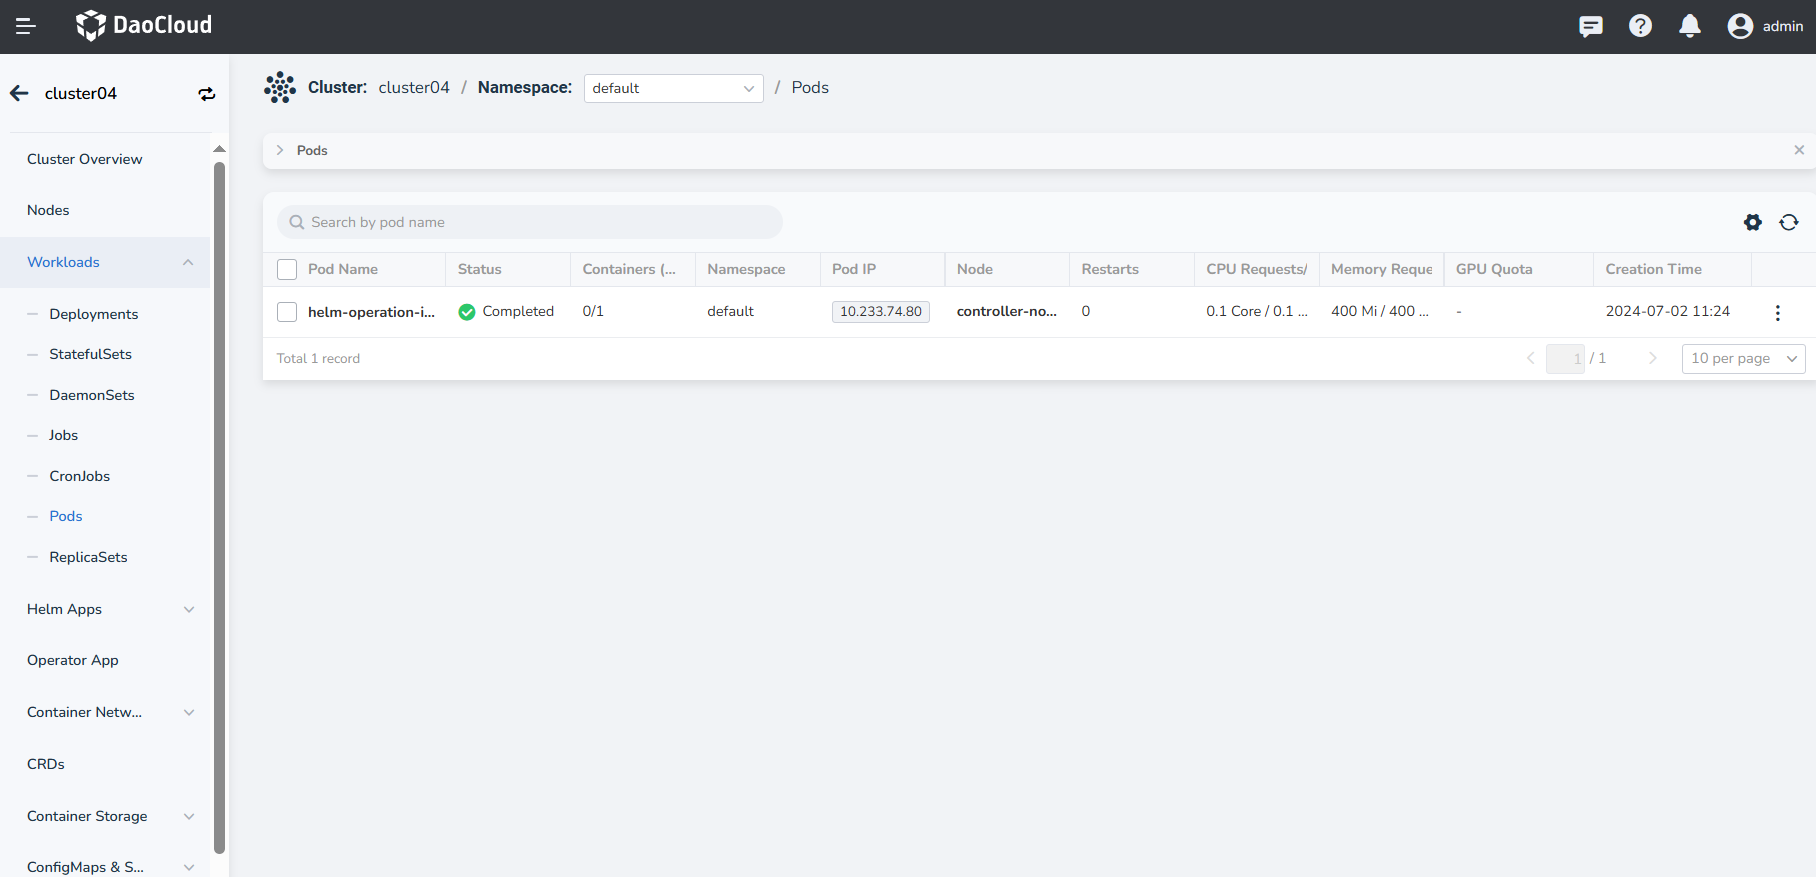 DaoCloud
admin
cluster04
Cluster: cluster04 / Namespace: default / Pods
Cluster Overview
Nodes
Workloads
Deployments
StatefulSets
DaemonSets
Jobs
CronJobs
Pods
ReplicaSets
Helm Apps
Operator App
Container Netw...
CRDs
Container Storage
ConfigMaps & S...
Pods
Search by pod name
Pod Name Status Containers (... Namespace Pod IP Node Restarts CPU Requests/ Memory Reque GPU Quota Creation Time
helm-operation-i... Completed 0/1 default 10.233.74.80 controller-no... 0 0.1 Core / 0.1 ... 400 Mi / 400 ... - 2024-07-02 11:24
Total 1 record 1 / 1 10 per page